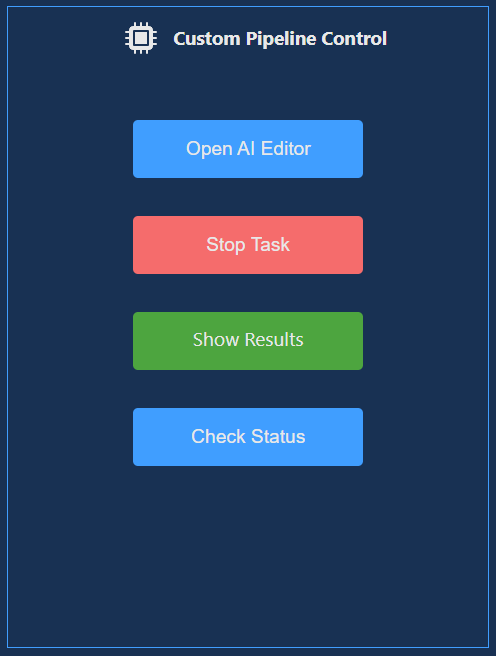 Custom Pipeline Control
Open AI Editor
Stop Task
Show Results
Check Status